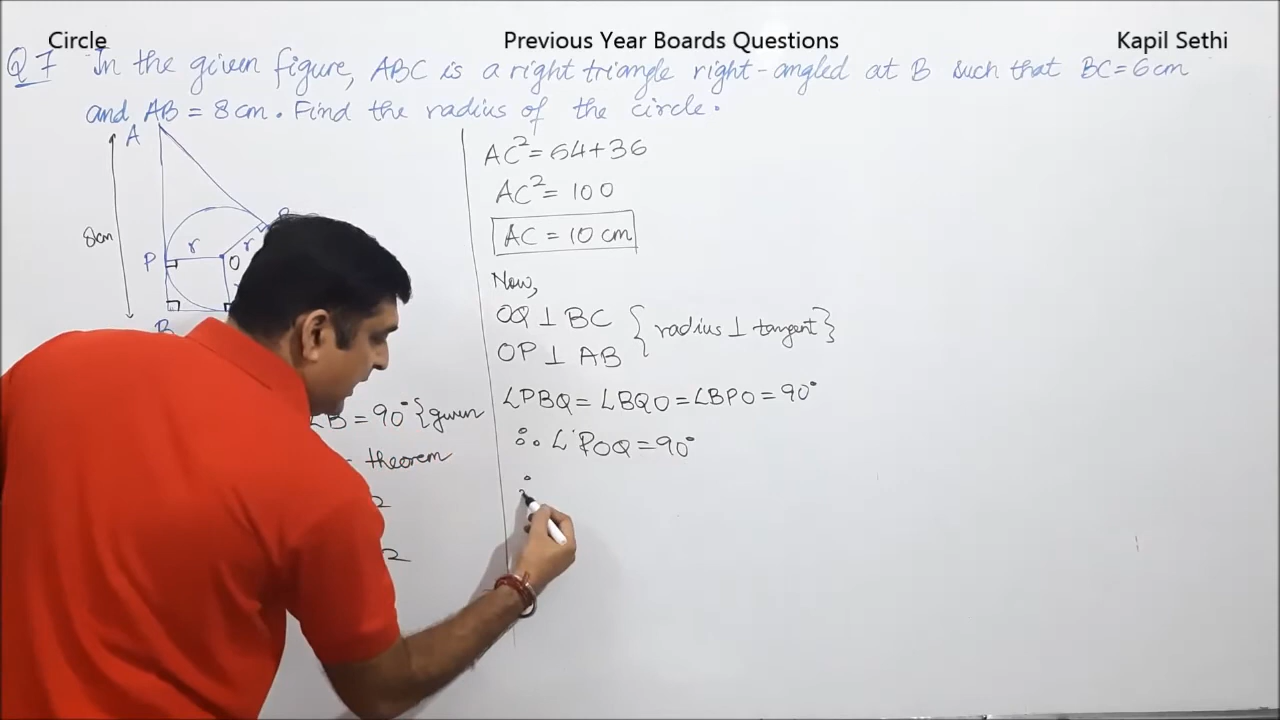 Circle Previous Year Boards Questions Kapil Sethi
Q 7 In the given figure, ABC is a right triangle right-angled at B such that BC = 6 cm
and AB = 8 cm. Find the radius of the circle.
A
8cm
P r r O
B
∠B = 90° {given
theorem
2
2
AC² = 64+36
AC² = 100
AC = 10 cm
Now,
OQ ⊥ BC
OP ⊥ AB { radius ⊥ tangent }
∠PBQ = ∠BQO = ∠BPO = 90°
∴ ∠POQ = 90°